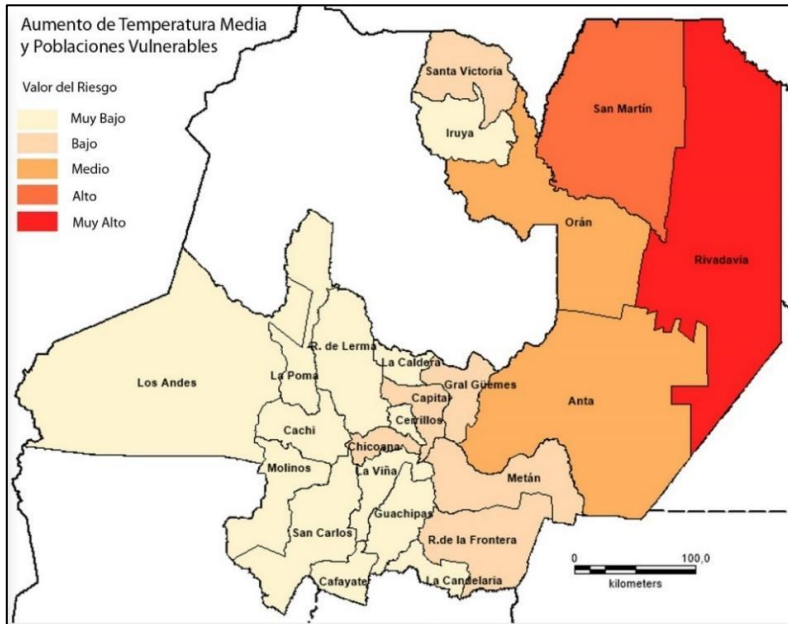 Aumento de Temperatura Media
y Poblaciones Vulnerables
Valor del Riesgo
Muy Bajo
Bajo
Medio
Alto
Muy Alto
Santa Victoria
Iruya
San Martín
Orán
Rivadavia
R. de Lerma
La Caldera
Los Andes
La Poma
Gral Güemes
Capital
Anta
Cerrillos
Cachi
Chicoana
Molinos
La Viña
Metán
Guachipas
San Carlos
R.de la Frontera
Cafayate
La Candelaria
0 100,0
kilometers